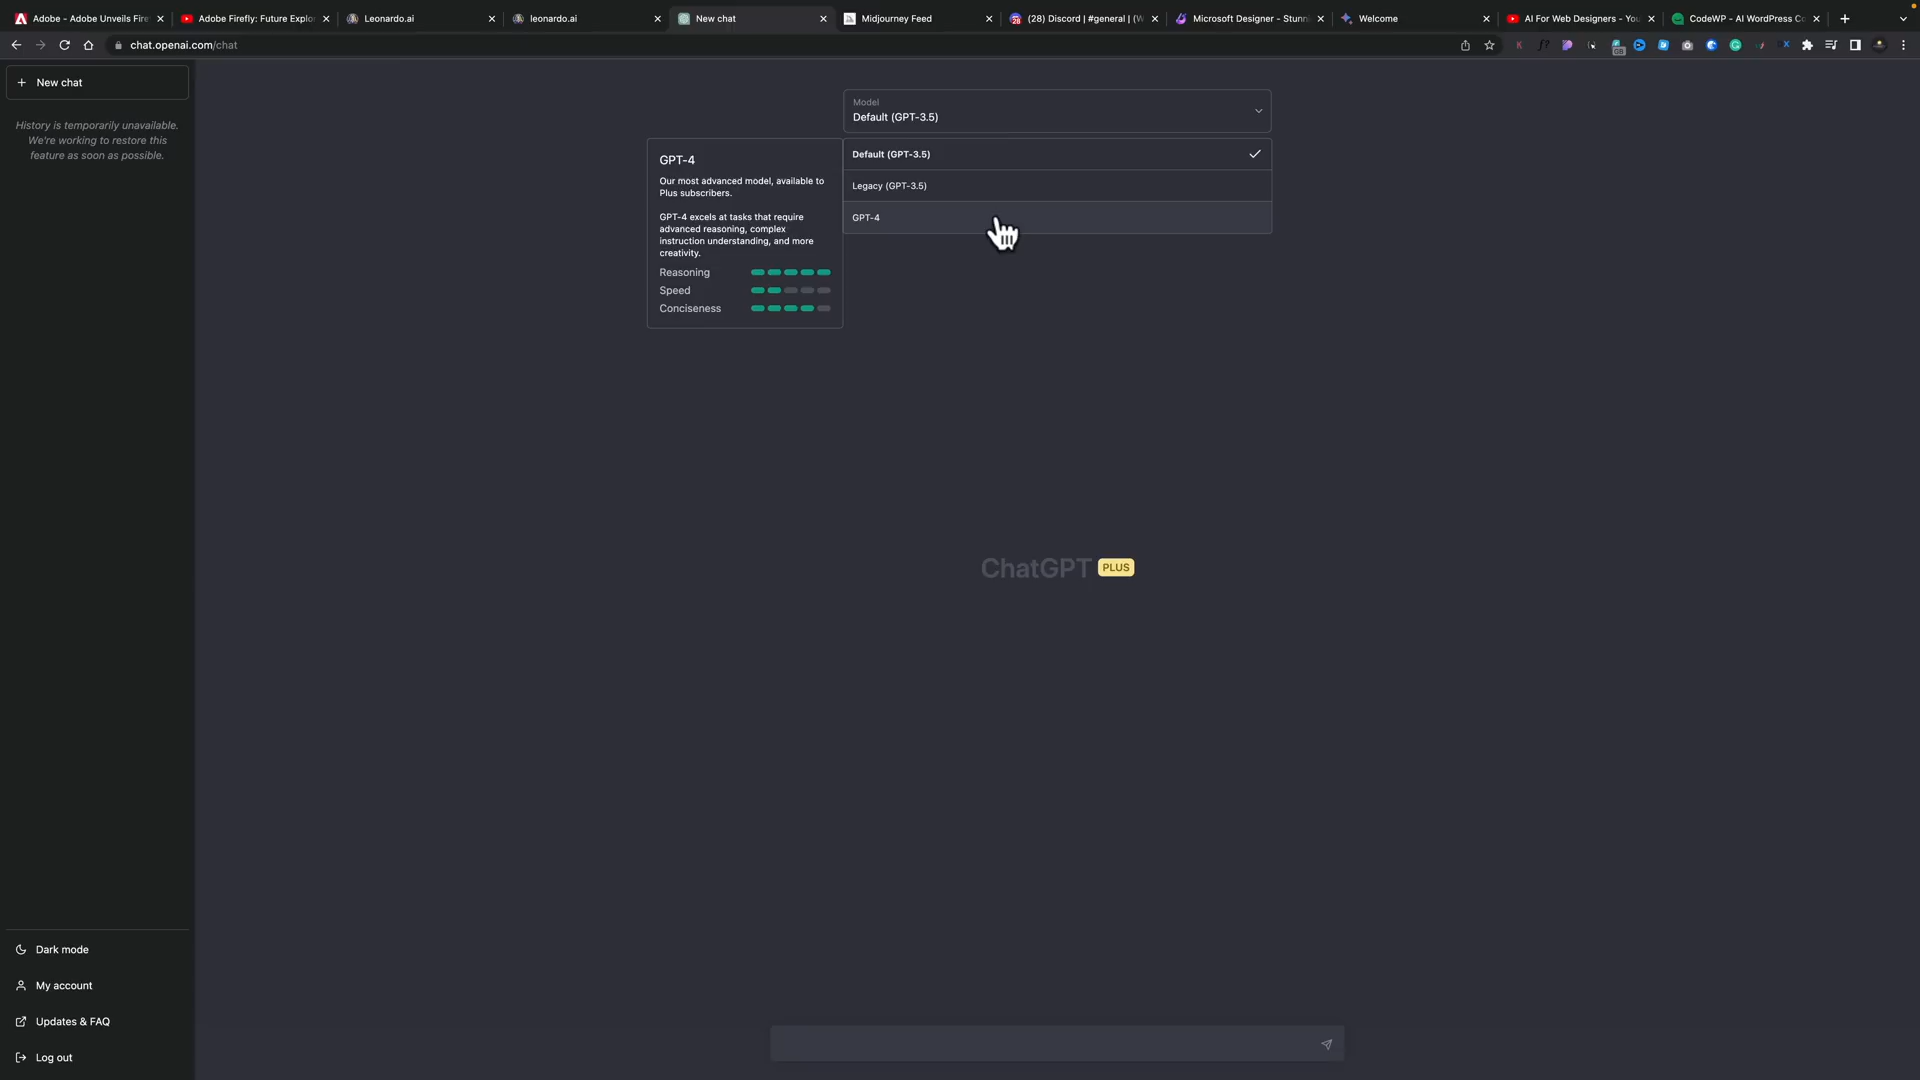 Adobe - Adobe Unveils Fire
Adobe Firefly: Future Explo
Leonardo.ai
leonardo.ai
New chat
Midjourney Feed
(28) Discord | #general | (W
Microsoft Designer - Stunn
Welcome
AI For Web Designers - You
CodeWP - AI WordPress Co
chat.openai.com/chat
New chat
History is temporarily unavailable.
We're working to restore this
feature as soon as possible.
Model
Default (GPT-3.5)
Default (GPT-3.5)
Legacy (GPT-3.5)
GPT-4
GPT-4
Our most advanced model, available to
Plus subscribers.
GPT-4 excels at tasks that require
advanced reasoning, complex
instruction understanding, and more
creativity.
Reasoning
Speed
Conciseness
ChatGPT PLUS
Dark mode
My account
Updates & FAQ
Log out